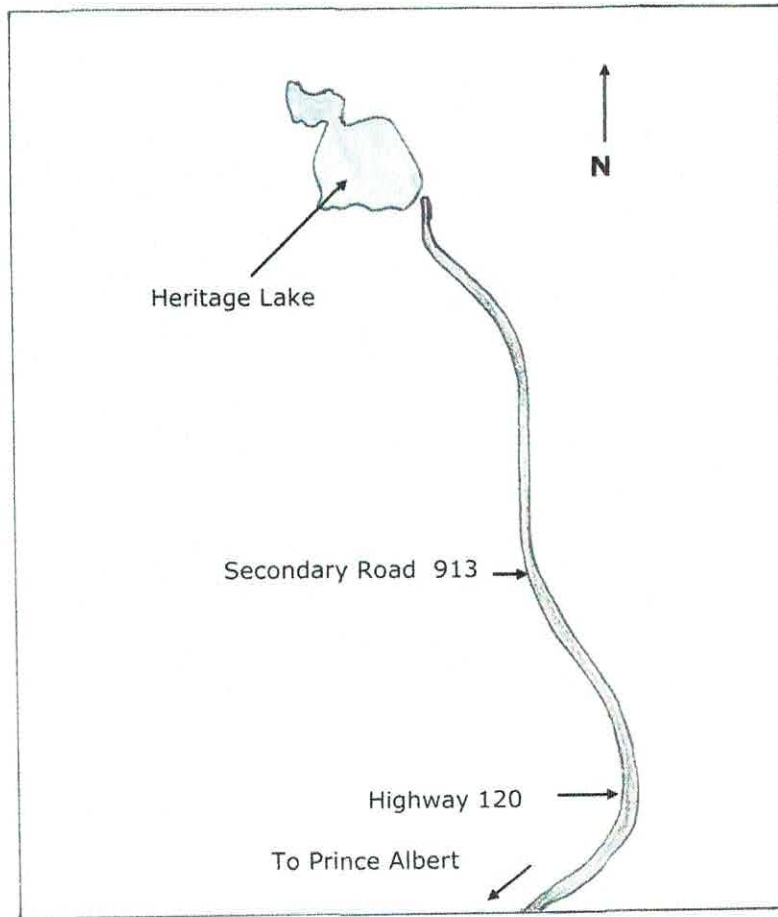 N
Heritage Lake
Secondary Road 913
Highway 120
To Prince Albert